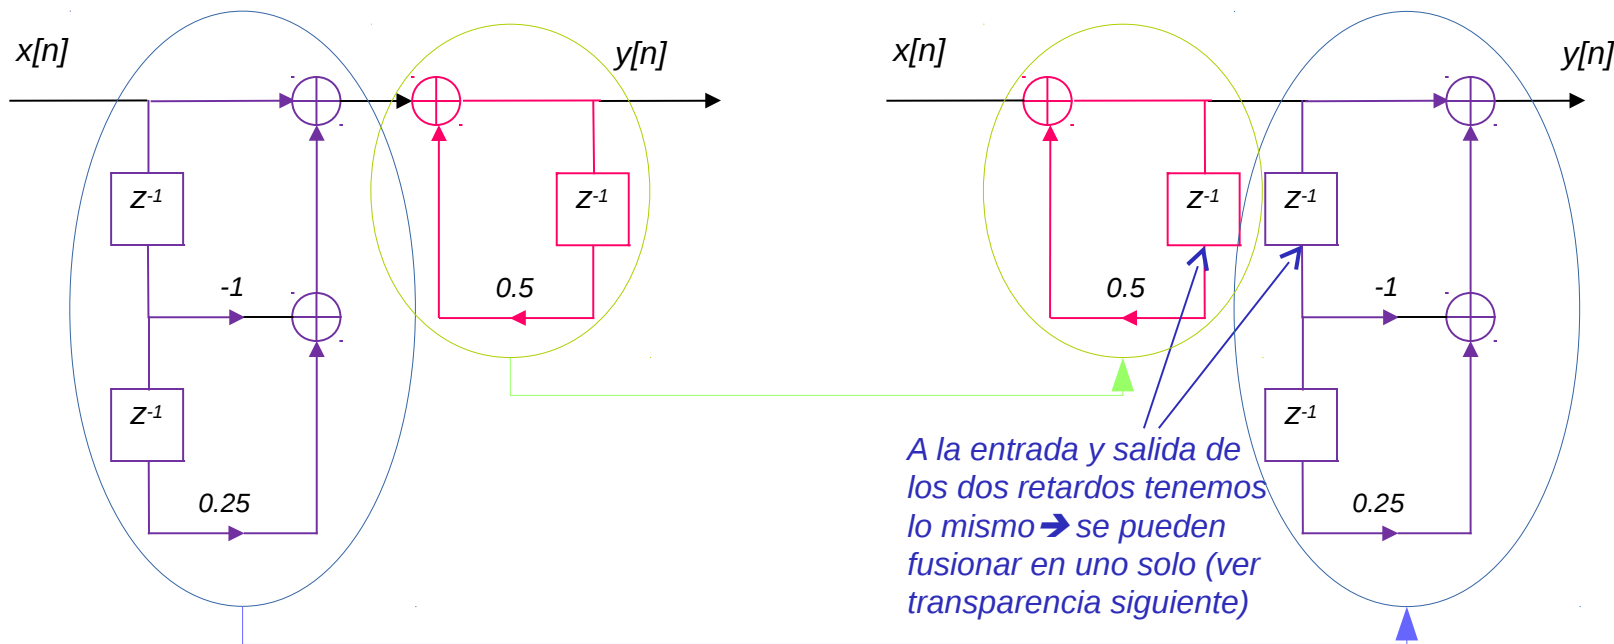 x[n]
y[n]
x[n]
y[n]
z-1
z-1
z-1
z-1
-1
0.5
0.5
-1
z-1
z-1
0.25
0.25
A la entrada y salida de
los dos retardos tenemos
lo mismo➔ se pueden
fusionar en uno solo (ver
transparencia siguiente)